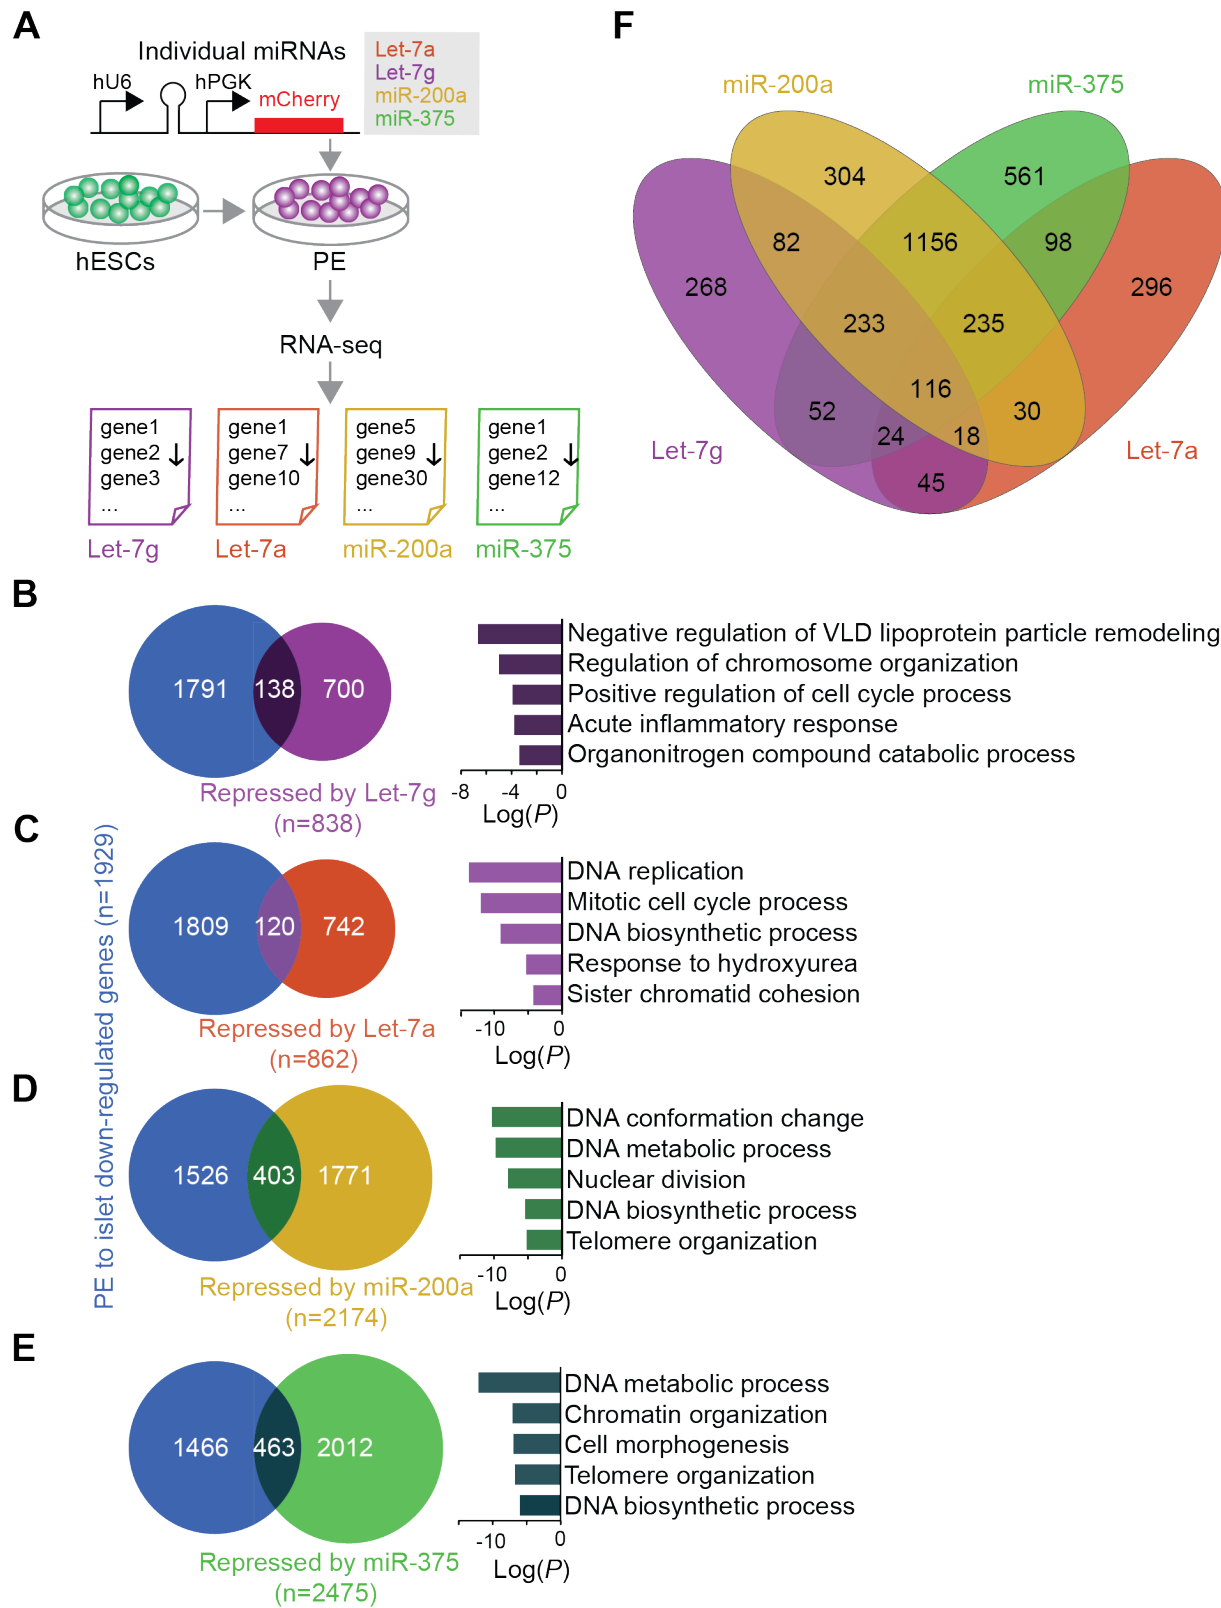 A
Individual miRNAs
hU6
hPGK
mCherry
Let-7a
Let-7g
miR-200a
miR-375
hESCs
PE
RNA-seq
gene1
gene2
gene3
...
Let-7g
gene1
gene7
gene10
...
Let-7a
gene5
gene9
gene30
...
miR-200a
gene1
gene2
gene12
...
miR-375
F
miR-200a
miR-375
304
561
82
1156
98
268
296
233
235
116
52
30
24
18
45
Let-7g
Let-7a
PE to islet down-regulated genes (n=1929)
B
1791
138
700
Repressed by Let-7g
(n=838)
Negative regulation of VLD lipoprotein particle remodeling
Regulation of chromosome organization
Positive regulation of cell cycle process
Acute inflammatory response
Organonitrogen compound catabolic process
-8 -4 0
Log(P)
C
1809
120
742
Repressed by Let-7a
(n=862)
DNA replication
Mitotic cell cycle process
DNA biosynthetic process
Response to hydroxyurea
Sister chromatid cohesion
-10 0
Log(P)
D
1526
403
1771
Repressed by miR-200a
(n=2174)
DNA conformation change
DNA metabolic process
Nuclear division
DNA biosynthetic process
Telomere organization
-10 0
Log(P)
E
1466
463
2012
Repressed by miR-375
(n=2475)
DNA metabolic process
Chromatin organization
Cell morphogenesis
Telomere organization
DNA biosynthetic process
-10 0
Log(P)